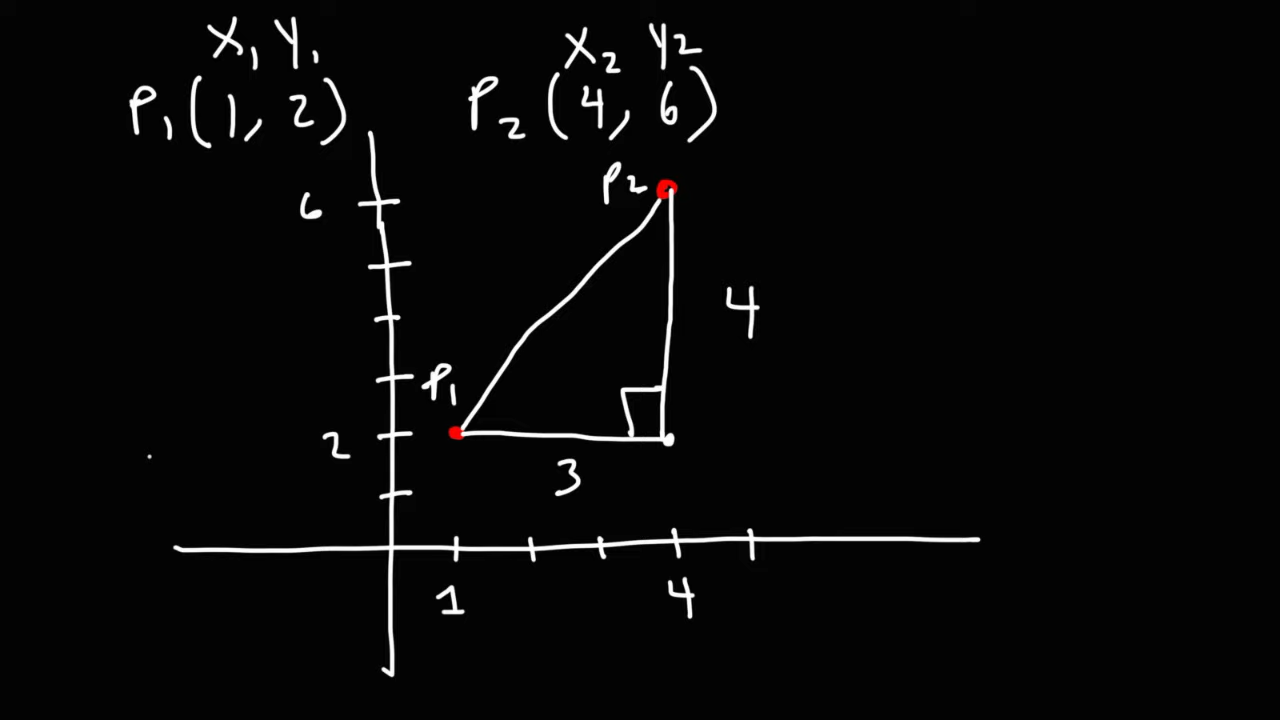 X₁ Y₁ X₂ Y₂
P₁ (1, 2) P₂ (4, 6)
P2
6
4
P₁
2
3
1 4